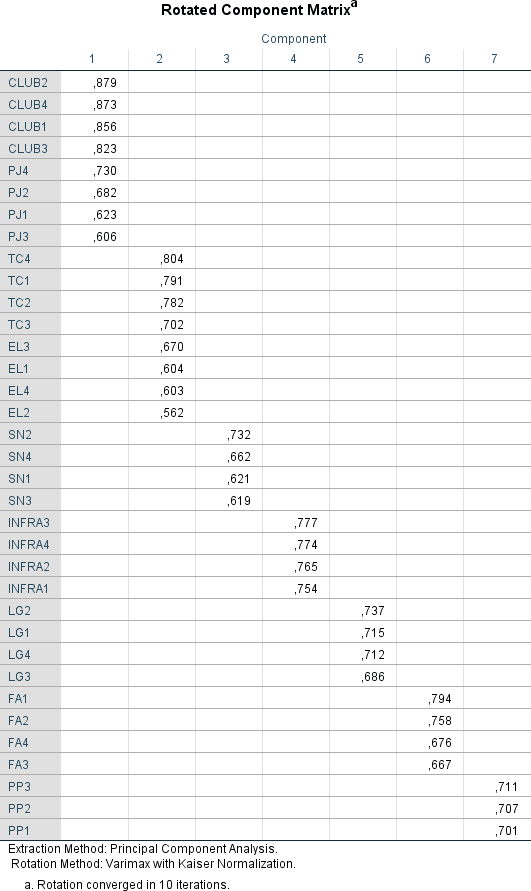 Rotated Component Matrixa
Component
1 2 3 4 5 6 7
CLUB2 ,879
CLUB4 ,873
CLUB1 ,856
CLUB3 ,823
PJ4 ,730
PJ2 ,682
PJ1 ,623
PJ3 ,606
TC4 ,804
TC1 ,791
TC2 ,782
TC3 ,702
EL3 ,670
EL1 ,604
EL4 ,603
EL2 ,562
SN2 ,732
SN4 ,662
SN1 ,621
SN3 ,619
INFRA3 ,777
INFRA4 ,774
INFRA2 ,765
INFRA1 ,754
LG2 ,737
LG1 ,715
LG4 ,712
LG3 ,686
FA1 ,794
FA2 ,758
FA4 ,676
FA3 ,667
PP3 ,711
PP2 ,707
PP1 ,701
Extraction Method: Principal Component Analysis.
Rotation Method: Varimax with Kaiser Normalization.
a. Rotation converged in 10 iterations.